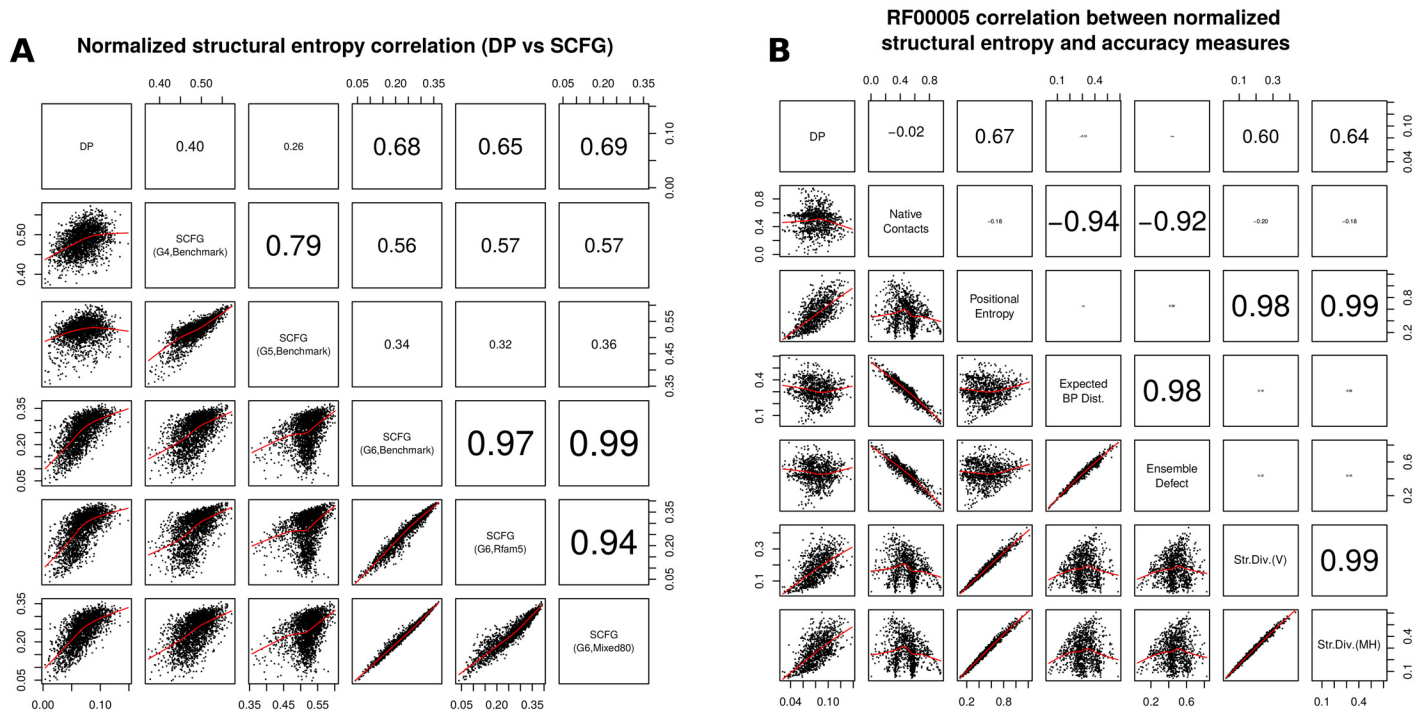 RF00005 correlation between normalized
structural entropy and accuracy measures
A
B
Normalized structural entropy correlation (DP vs SCFG)
0.40 0.50 0.05 0.20 0.35 0.05 0.20 0.35
0.0 0.4 0.8 0.1 0.4 0.1 0.3
DP 0.40 0.26 0.68 0.65 0.69 0.00 0.10
DP −0.02 0.67 0.60 0.64 0.04 0.10
0.40 0.50 SCFG
(G4,Benchmark) 0.79 0.56 0.57 0.57
0.0 0.4 0.8 Native
Contacts −0.18 −0.94 −0.92 −0.20 −0.18
SCFG
(G5,Benchmark) 0.34 0.32 0.36 0.35 0.45 0.55
Positional
Entropy 0.98 0.99 0.2 0.8
0.05 0.20 0.35 SCFG
(G6,Benchmark) 0.97 0.99
0.1 0.4 Expected
BP Dist. 0.98
SCFG
(G6,Rfam5) 0.94 0.05 0.20 0.35
Ensemble
Defect 0.2 0.6
0.1 0.3 Str.Div.(V) 0.99
0.05 0.20 0.35 SCFG
(G6,Mixed80)
Str.Div.(MH) 0.1 0.4
0.00 0.10 0.35 0.45 0.55 0.05 0.20 0.35
0.04 0.10 0.2 0.8 0.2 0.6 0.1 0.4